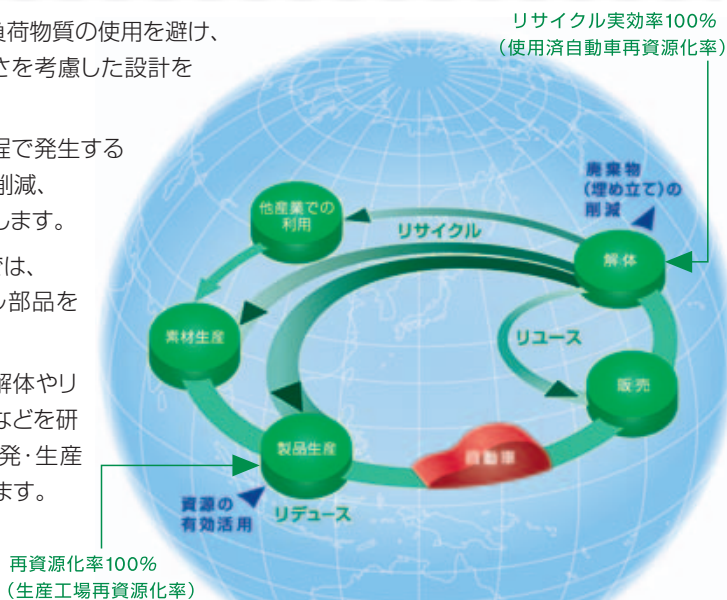 負荷物質の使用を避け、
さを考慮した設計を
程で発生する
削減、
します。
では、
ル部品を
解体やリ
などを研
発・生産
ます。
リサイクル実効率100%
（使用済自動車再資源化率）
廃棄物
（埋め立て）の
削減
他産業での
利用
リサイクル
解・体
素材生産
リユース
販売
製品生産
自動車
資源の
有効活用
リデュース
再資源化率100%
（生産工場再資源化率）